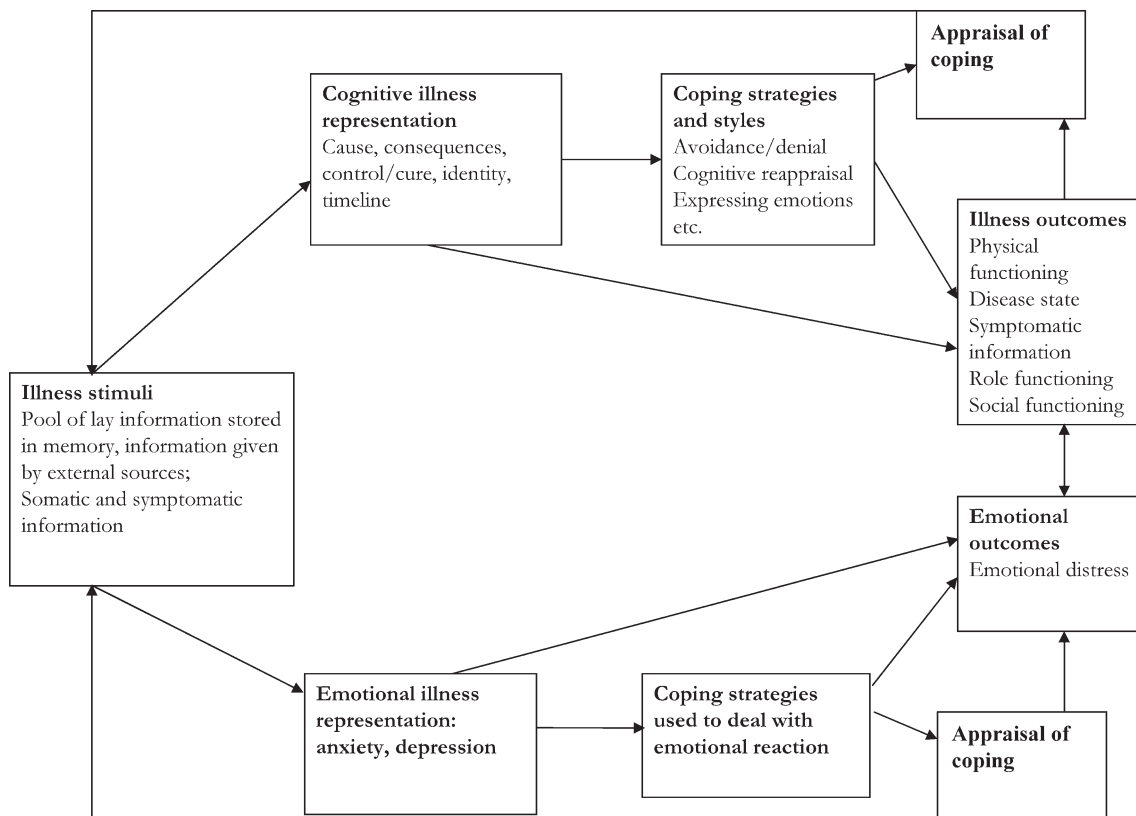 Appraisal of
coping
Cognitive illness
representation
Cause, consequences,
control/cure, identity,
timeline
Coping strategies
and styles
Avoidance/denial
Cognitive reappraisal
Expressing emotions
etc.
Illness outcomes
Physical
functioning
Disease state
Symptomatic
information
Role functioning
Social functioning
Illness stimuli
Pool of lay information stored
in memory, information given
by external sources;
Somatic and symptomatic
information
Emotional
outcomes
Emotional distress
Emotional illness
representation:
anxiety, depression
Coping strategies
used to deal with
emotional reaction
Appraisal of
coping